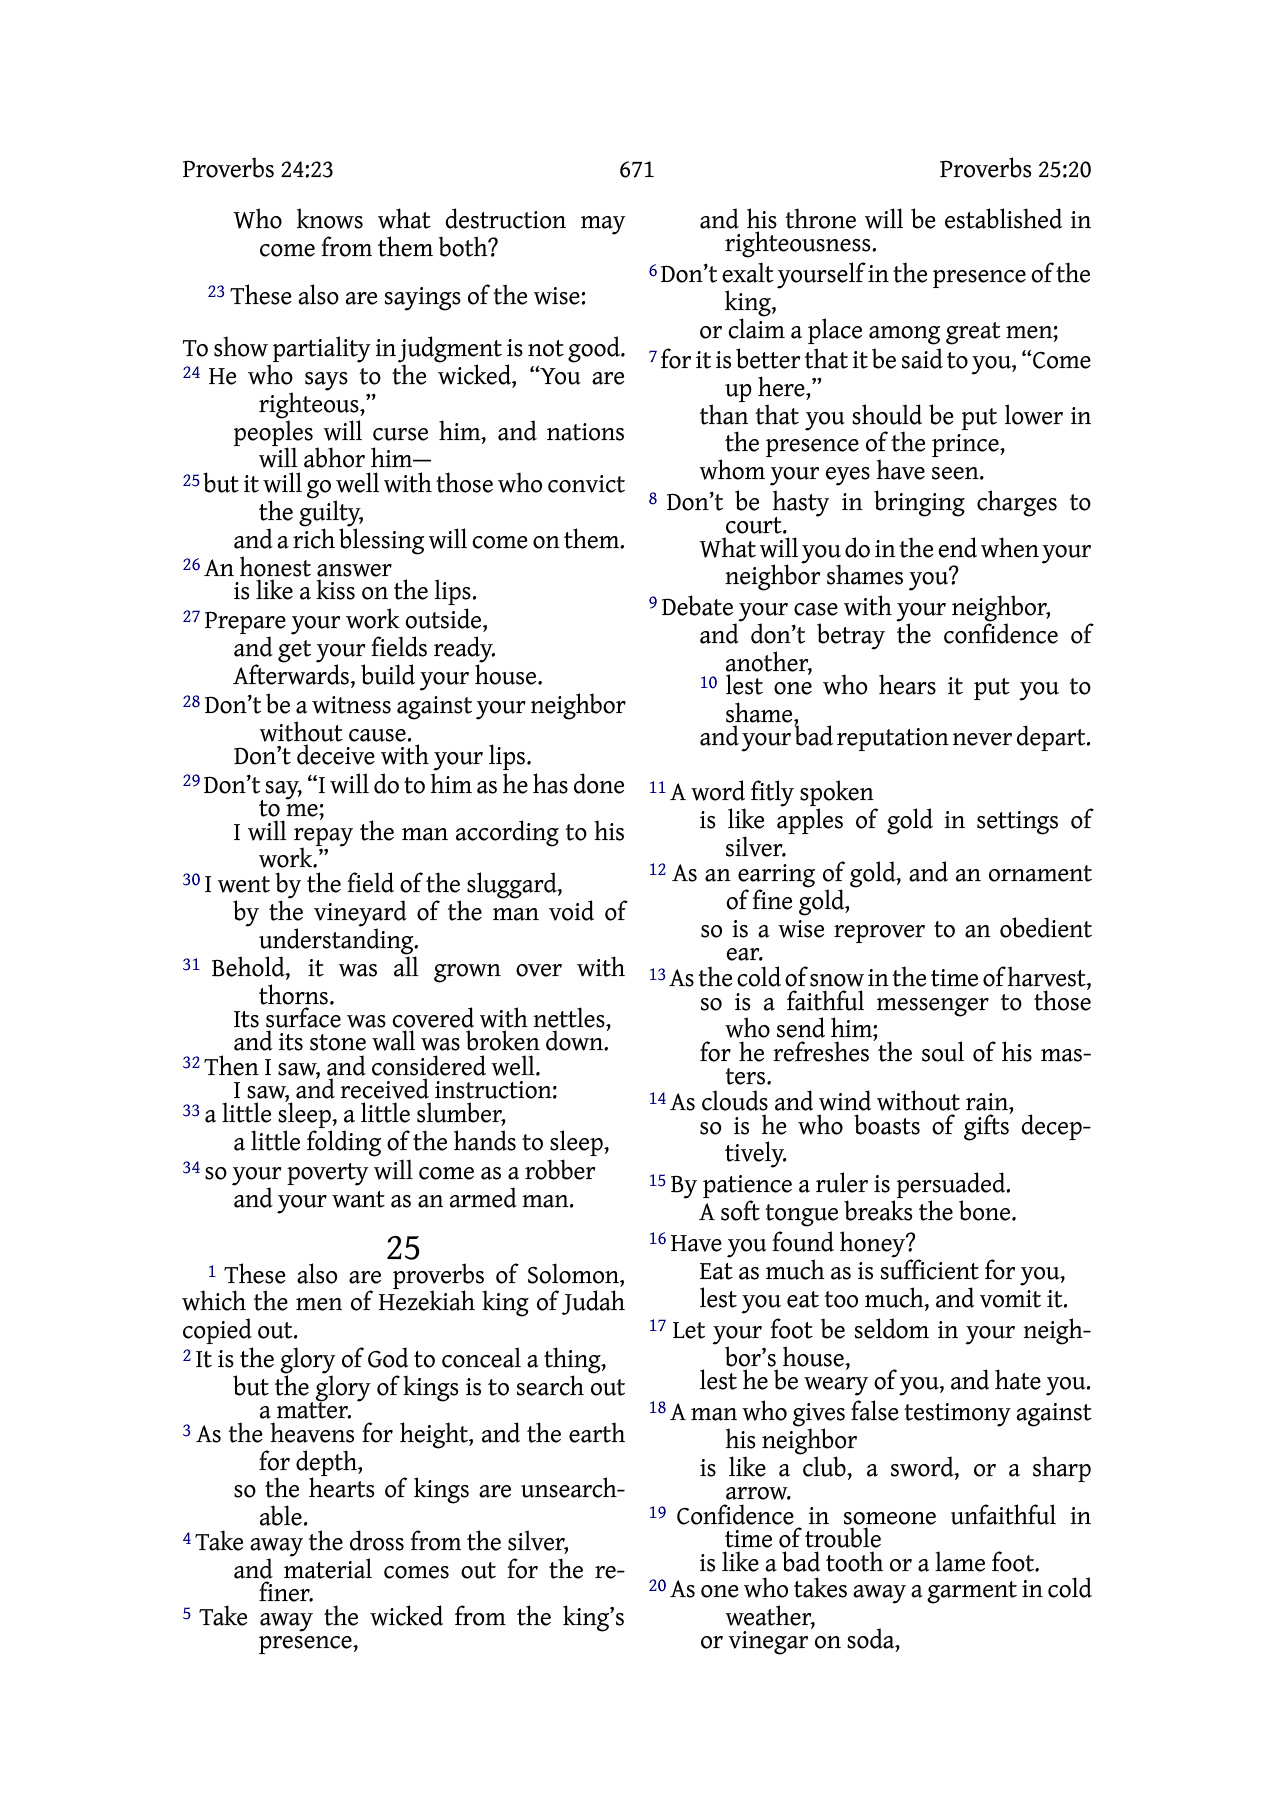 Proverbs 24:23 671 Proverbs 25:20
Who knows what destruction may
come from them both?
23 These also are sayings of the wise:
To show partiality in judgment is not good.
24 He who says to the wicked, “You are
righteous,”
peoples will curse him, and nations
will abhor him—
25 but it will go well with those who convict
the guilty,
and a rich blessing will come on them.
26 An honest answer
is like a kiss on the lips.
27 Prepare your work outside,
and get your fields ready.
Afterwards, build your house.
28 Don’t be a witness against your neighbor
without cause.
Don’t deceive with your lips.
29 Don’t say, “I will do to him as he has done
to me;
I will repay the man according to his
work.”
30 I went by the field of the sluggard,
by the vineyard of the man void of
understanding.
31 Behold, it was all grown over with
thorns.
Its surface was covered with nettles,
and its stone wall was broken down.
32 Then I saw, and considered well.
I saw, and received instruction:
33 a little sleep, a little slumber,
a little folding of the hands to sleep,
34 so your poverty will come as a robber
and your want as an armed man.
25
1 These also are proverbs of Solomon,
which the men of Hezekiah king of Judah
copied out.
2 It is the glory of God to conceal a thing,
but the glory of kings is to search out
a matter.
3 As the heavens for height, and the earth
for depth,
so the hearts of kings are unsearch-
able.
4 Take away the dross from the silver,
and material comes out for the re-
finer.
5 Take away the wicked from the king’s
presence,
and his throne will be established in
righteousness.
6 Don’t exalt yourself in the presence of the
king,
or claim a place among great men;
7 for it is better that it be said to you, “Come
up here,”
than that you should be put lower in
the presence of the prince,
whom your eyes have seen.
8 Don’t be hasty in bringing charges to
court.
What will you do in the end when your
neighbor shames you?
9 Debate your case with your neighbor,
and don’t betray the confidence of
another,
10 lest one who hears it put you to
shame,
and your bad reputation never depart.
11 A word fitly spoken
is like apples of gold in settings of
silver.
12 As an earring of gold, and an ornament
of fine gold,
so is a wise reprover to an obedient
ear.
13 As the cold of snow in the time of harvest,
so is a faithful messenger to those
who send him;
for he refreshes the soul of his mas-
ters.
14 As clouds and wind without rain,
so is he who boasts of gifts decep-
tively.
15 By patience a ruler is persuaded.
A soft tongue breaks the bone.
16 Have you found honey?
Eat as much as is sufficient for you,
lest you eat too much, and vomit it.
17 Let your foot be seldom in your neigh-
bor’s house,
lest he be weary of you, and hate you.
18 A man who gives false testimony against
his neighbor
is like a club, a sword, or a sharp
arrow.
19 Confidence in someone unfaithful in
time of trouble
is like a bad tooth or a lame foot.
20 As one who takes away a garment in cold
weather,
or vinegar on soda,